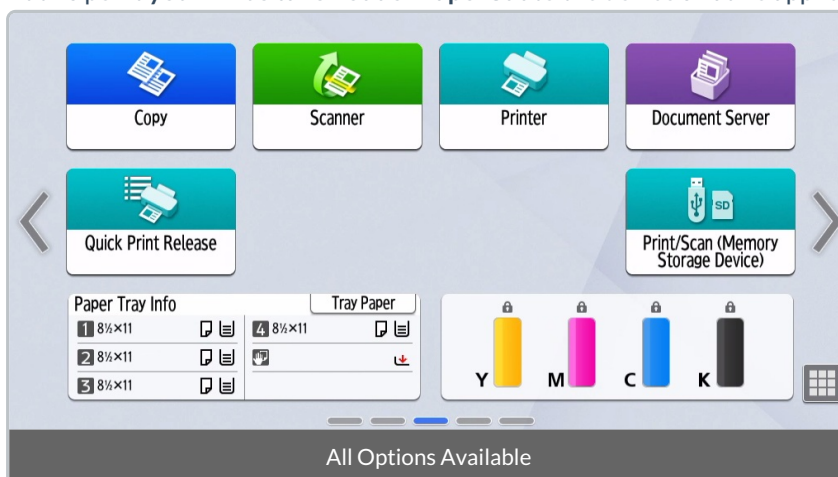 Copy
Scanner
Printer
Document Server
Quick Print Release
SD
Print/Scan (Memory
Storage Device)
Paper Tray Info
Tray Paper
1 8½×11
4 8½×11
2 8½×11
3 8½×11
Y
M
C
K
All Options Available